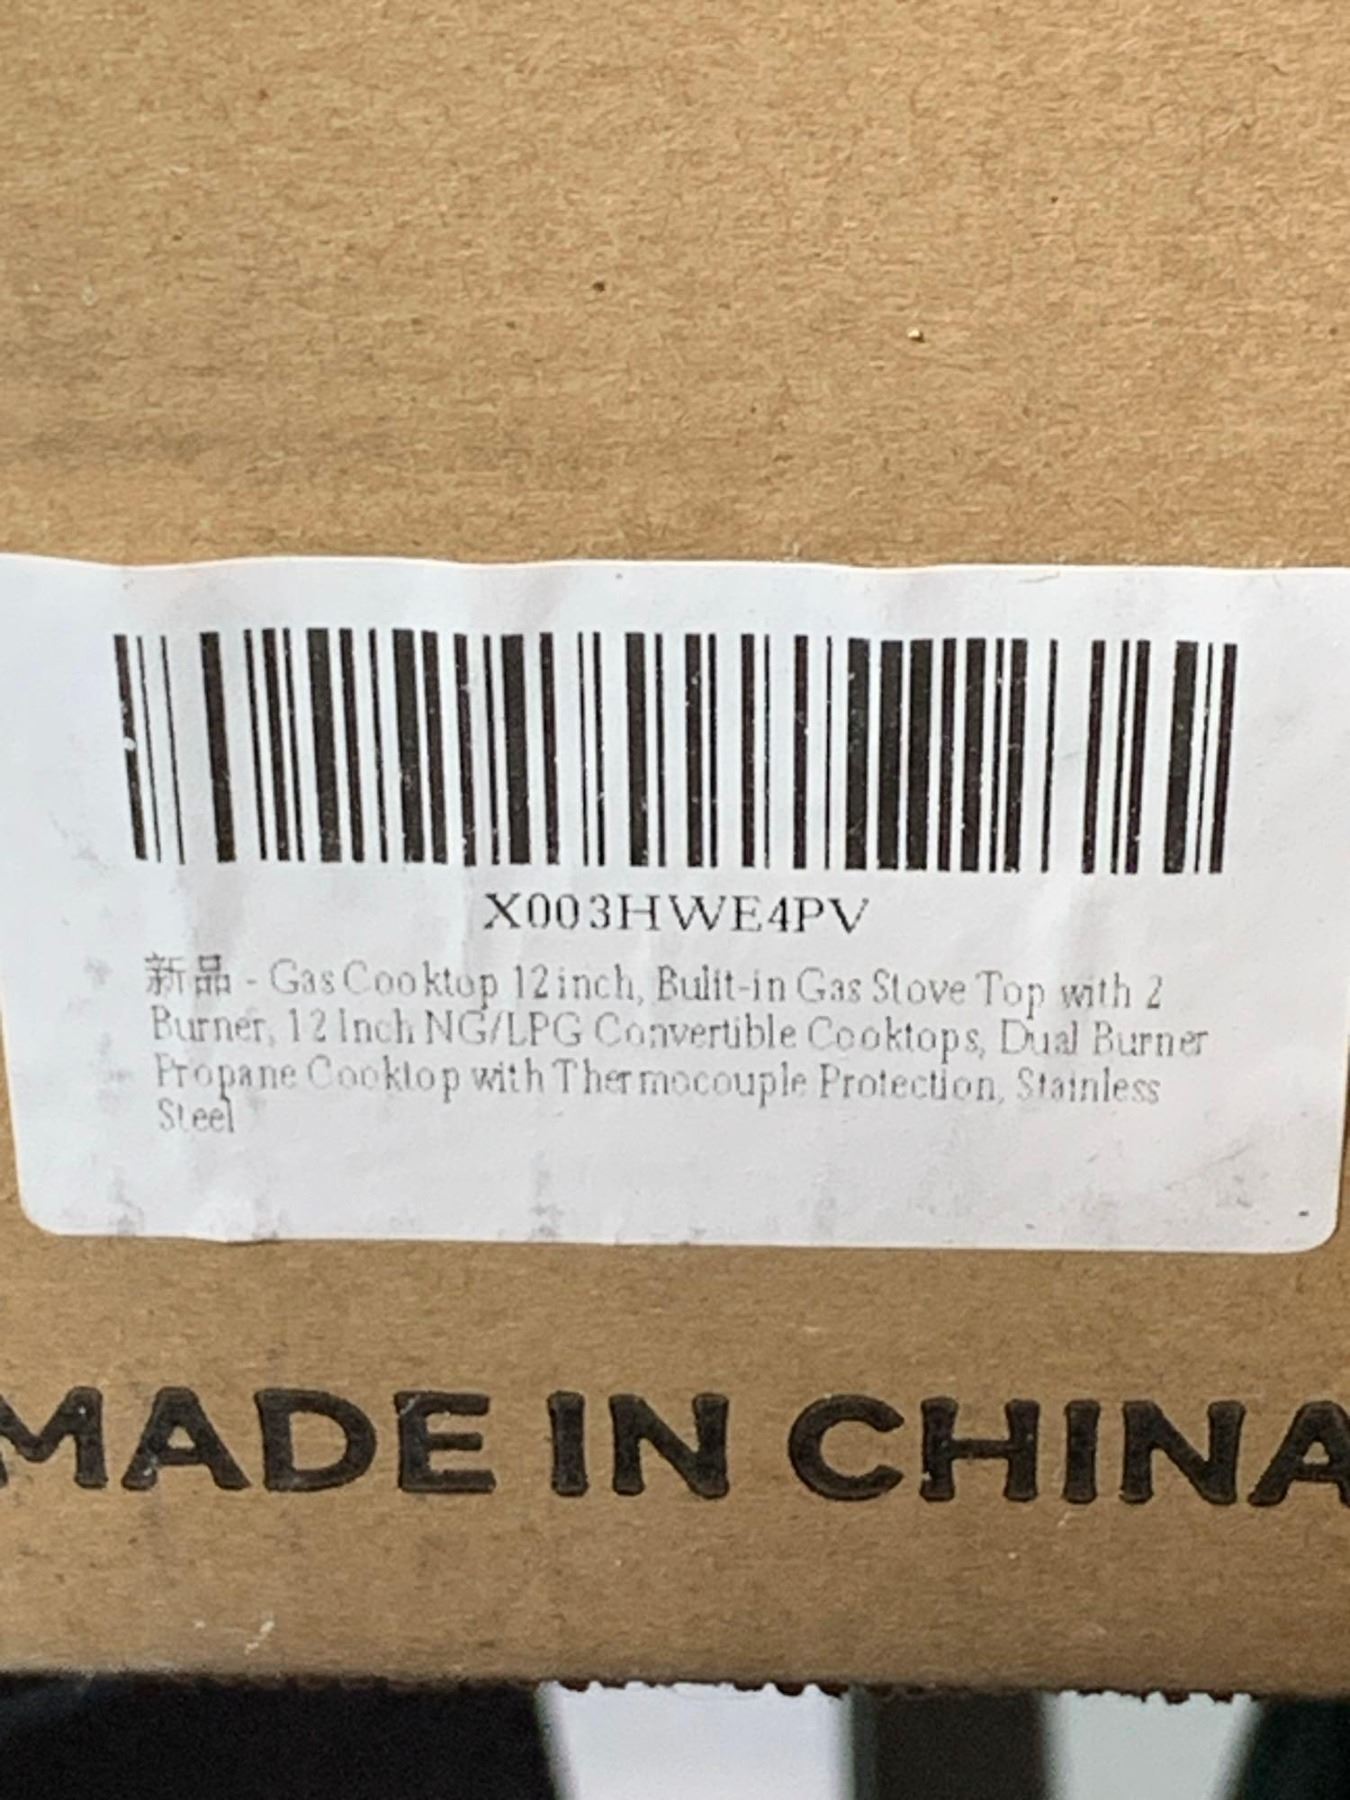 X003HWE4PV
新品 - Gas Cooktop 12 inch, Bulit-in Gas Stove Top with 2
Burner, 12 Inch NG/LPG Convertible Cooktops, Dual Burner
Propane Cooktop with Thermocouple Protection, Stainless
Steel
MADE IN CHINA